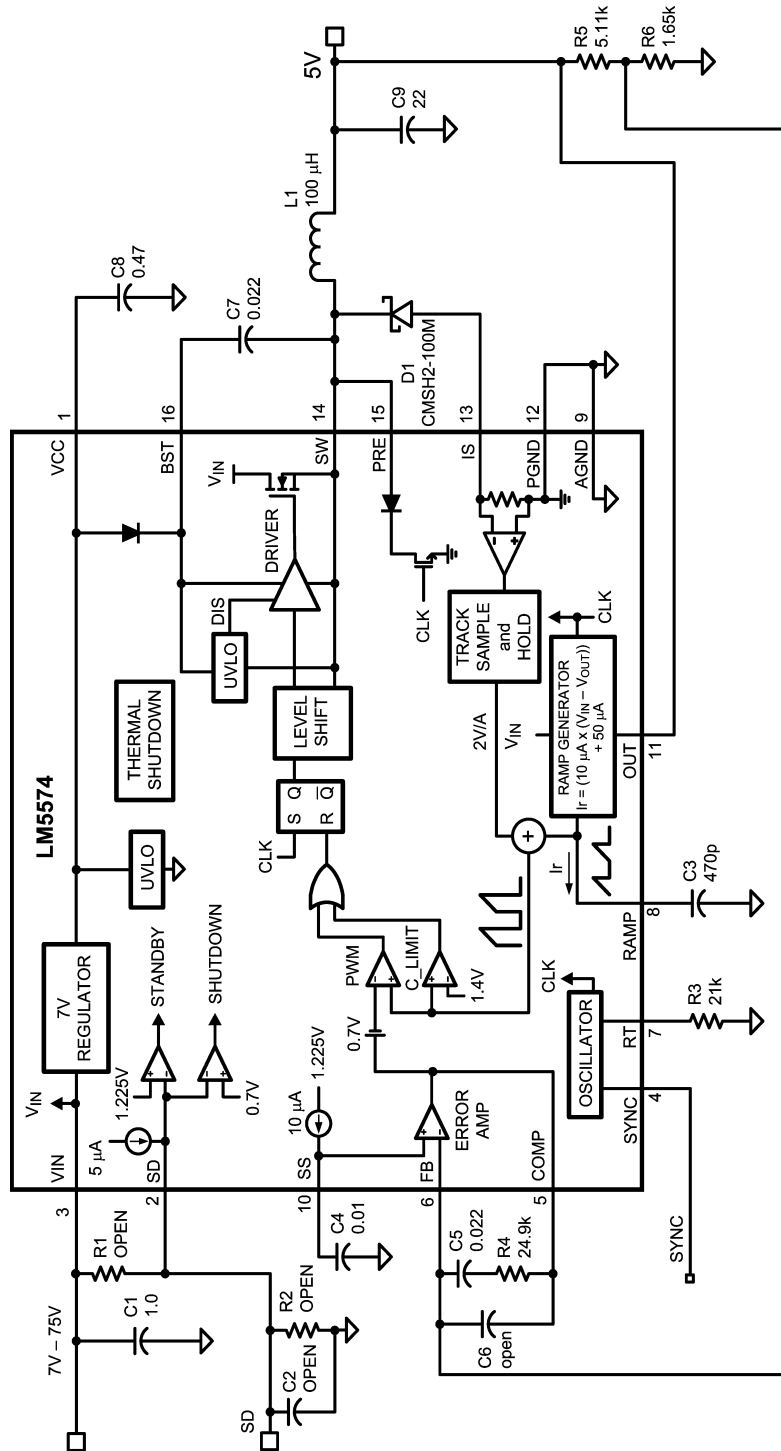 LM5574
7V – 75V
C1
1.0
R1
OPEN
SD
C2
OPEN
R2
OPEN
3
VIN
VIN
7V
REGULATOR
5 µA
2
SD
1.225V
STANDBY
SHUTDOWN
0.7V
UVLO
THERMAL
SHUTDOWN
VCC
1
C8
0.47
BST
16
C7
0.022
UVLO
DIS
DRIVER
VIN
SW
14
L1
100 µH
5V
C9
22
LEVEL
SHIFT
S Q
R Q
CLK
PRE
15
CLK
D1
CMSH2-100M
IS
13
PGND
12
AGND
9
10
SS
C4
0.01
10 µA
1.225V
0.7V
PWM
C_LIMIT
1.4V
ERROR
AMP
6
FB
5
COMP
C5
0.022
R4
24.9k
C6
open
2V/A
TRACK
SAMPLE
and
HOLD
VIN
CLK
RAMP GENERATOR
Ir = (10 µA x (VIN – VOUT))
+ 50 µA
Ir
OSCILLATOR
CLK
SYNC
SYNC
4
RT
7
R3
21k
RAMP
8
C3
470p
OUT
11
R5
5.11k
R6
1.65k